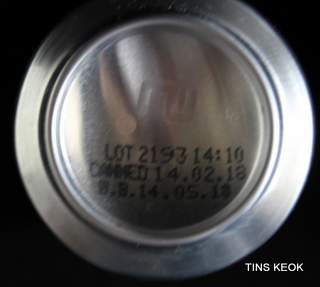 LOT 2193 14:10
CANNED 14.02.18
B.B.14.05.18
TINS KEOK